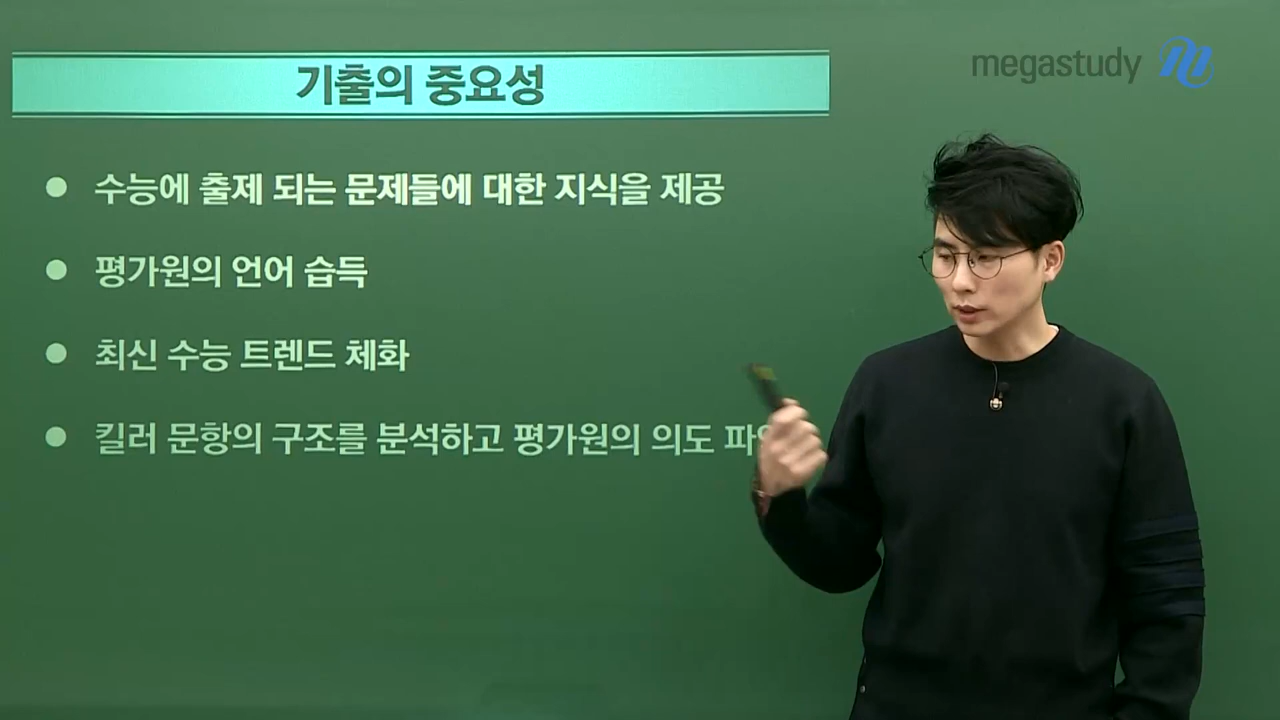 기출의 중요성
megastudy
수능에 출제 되는 문제들에 대한 지식을 제공
평가원의 언어 습득
최신 수능 트렌드 체화
킬러 문항의 구조를 분석하고 평가원의 의도